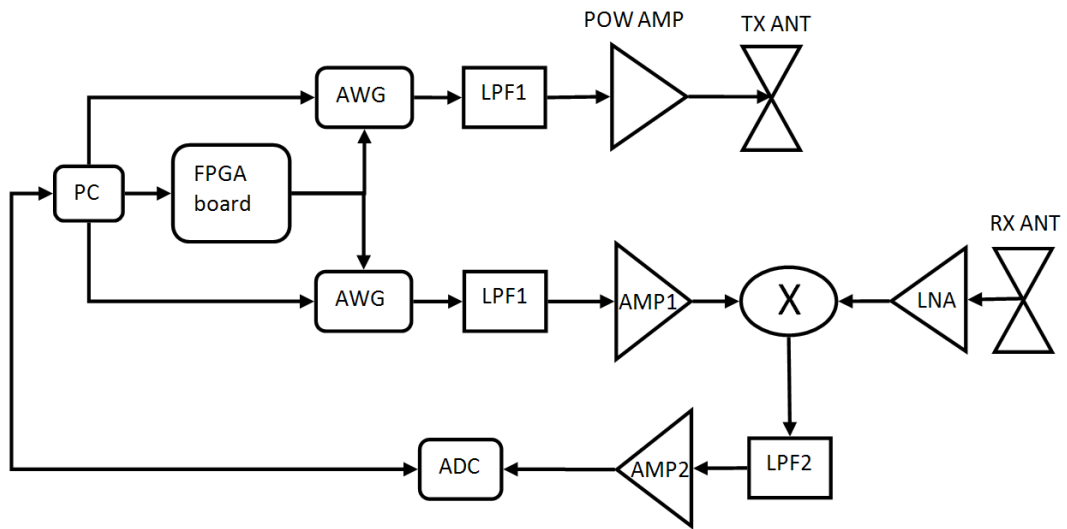 POW AMP
TX ANT
AWG
LPF1
FPGA
board
PC
RX ANT
AWG
LPF1
AMP1
X
LNA
ADC
AMP2
LPF2